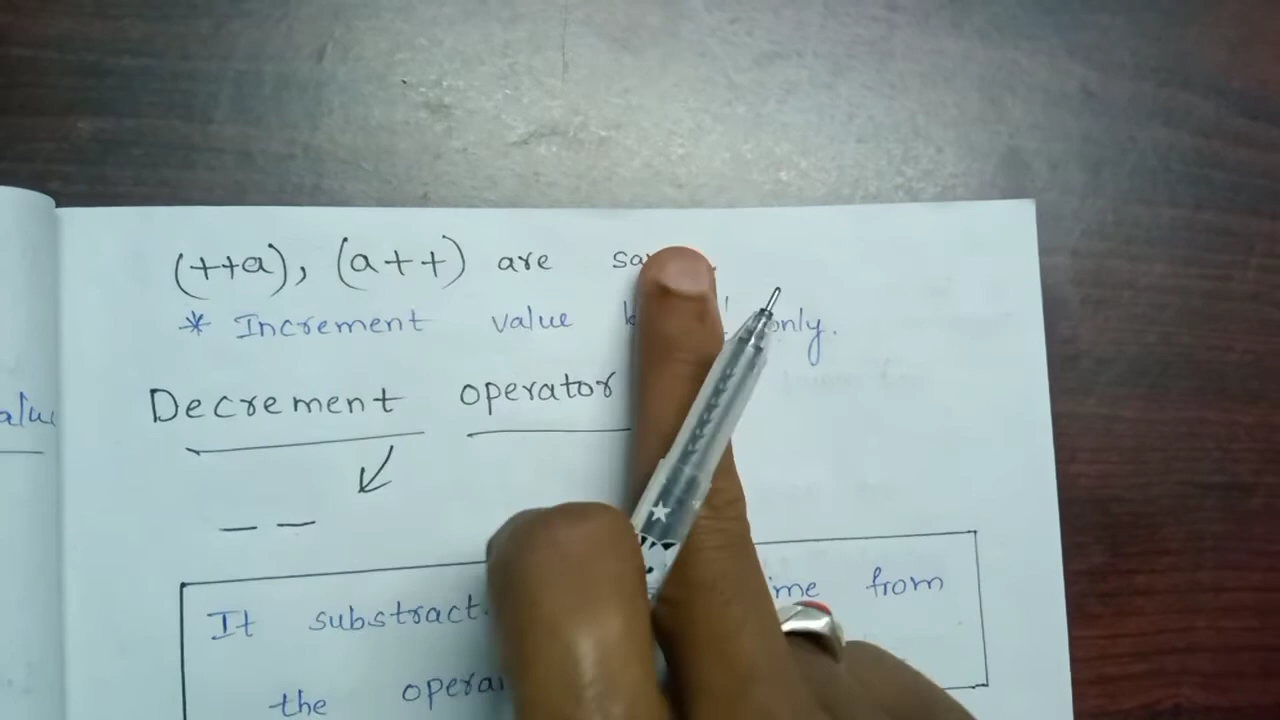 alue
(++a), (a++) are
* Increment value only.
Decrement operator
— —
It substract ime from
the